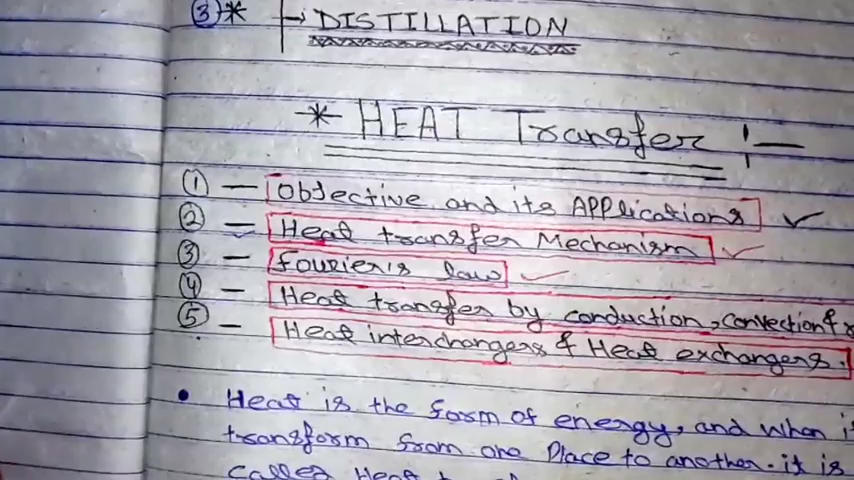 ③* → DISTILLATION
* HEAT Transfer :-
① - Objective and its Applications ✓
② - Heat transfer Mechanism ✓
③ - Fourier's law ✓
④ - Heat transfer by conduction, convection &
⑤ - Heat interchangers & Heat exchangers.
• Heat is the form of energy, and when
transform from one Place to another. it is
called Heat